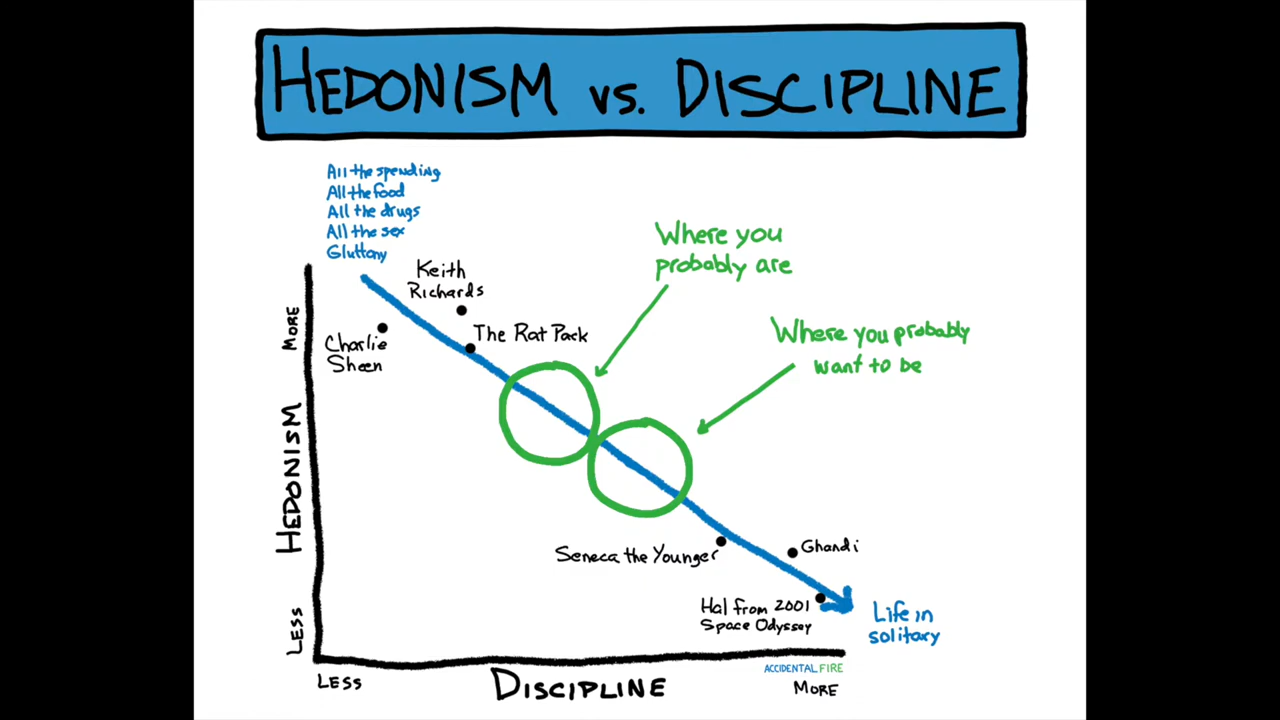 HEDONISM vs. DISCIPLINE
All the spending
All the food
All the drugs
All the sex
Gluttony
Where you
probably are
Keith
Richards
The Rat Pack
Charlie
Sheen
Where you probably
want to be
MORE
HEDONISM
LESS
Seneca the Younger
Ghandi
Hal from 2001
Space Odyssey
Life in
solitary
ACCIDENTAL FIRE
LESS
DISCIPLINE
MORE